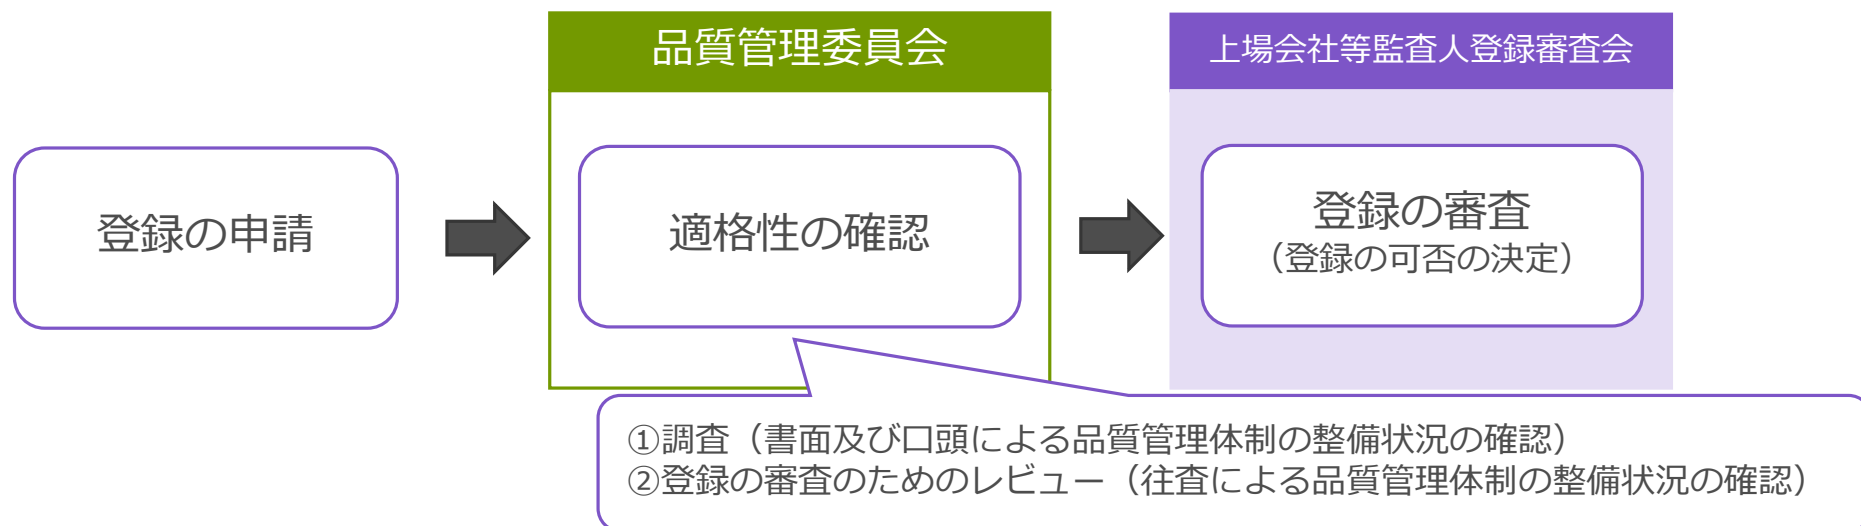 品質管理委員会
上場会社等監査人登録審査会
登録の申請
適格性の確認
登録の審査
（登録の可否の決定）
①調査（書面及び口頭による品質管理体制の整備状況の確認）
②登録の審査のためのレビュー（往査による品質管理体制の整備状況の確認）